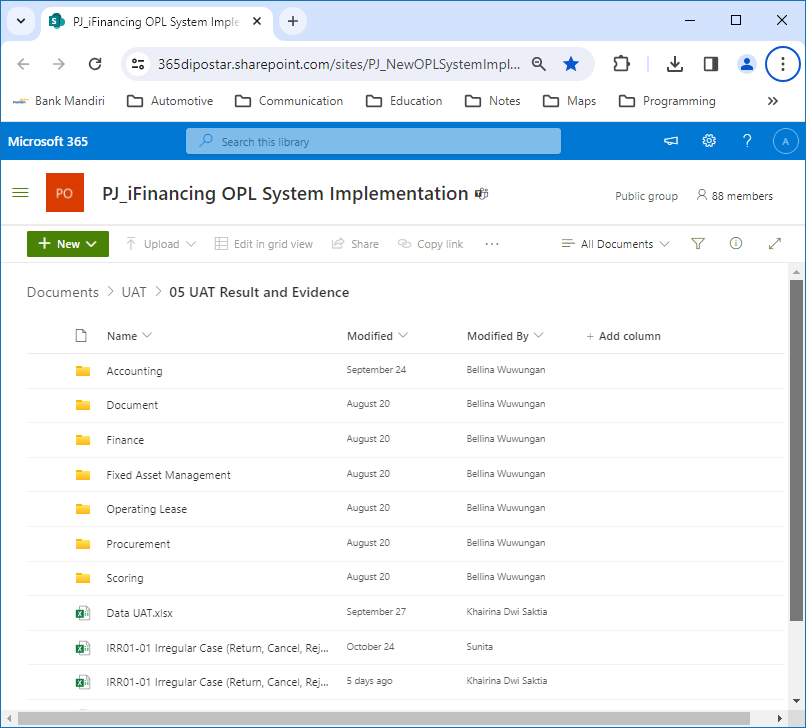 PJ_iFinancing OPL System Imple
365dipostar.sharepoint.com/sites/PJ_NewOPLSystemImpl...
Bank Mandiri Automotive Communication Education Notes Maps Programming
Microsoft 365 Search this library A
PO PJ_iFinancing OPL System Implementation Public group 88 members
New Upload Edit in grid view Share Copy link ... All Documents
Documents > UAT > 05 UAT Result and Evidence
Name Modified Modified By + Add column
Accounting September 24 Bellina Wuwungan
Document August 20 Bellina Wuwungan
Finance August 20 Bellina Wuwungan
Fixed Asset Management August 20 Bellina Wuwungan
Operating Lease August 20 Bellina Wuwungan
Procurement August 20 Bellina Wuwungan
Scoring August 20 Bellina Wuwungan
Data UAT.xlsx September 27 Khairina Dwi Saktia
IRR01-01 Irregular Case (Return, Cancel, Rej... October 24 Sunita
IRR01-01 Irregular Case (Return, Cancel, Rej... 5 days ago Khairina Dwi Saktia